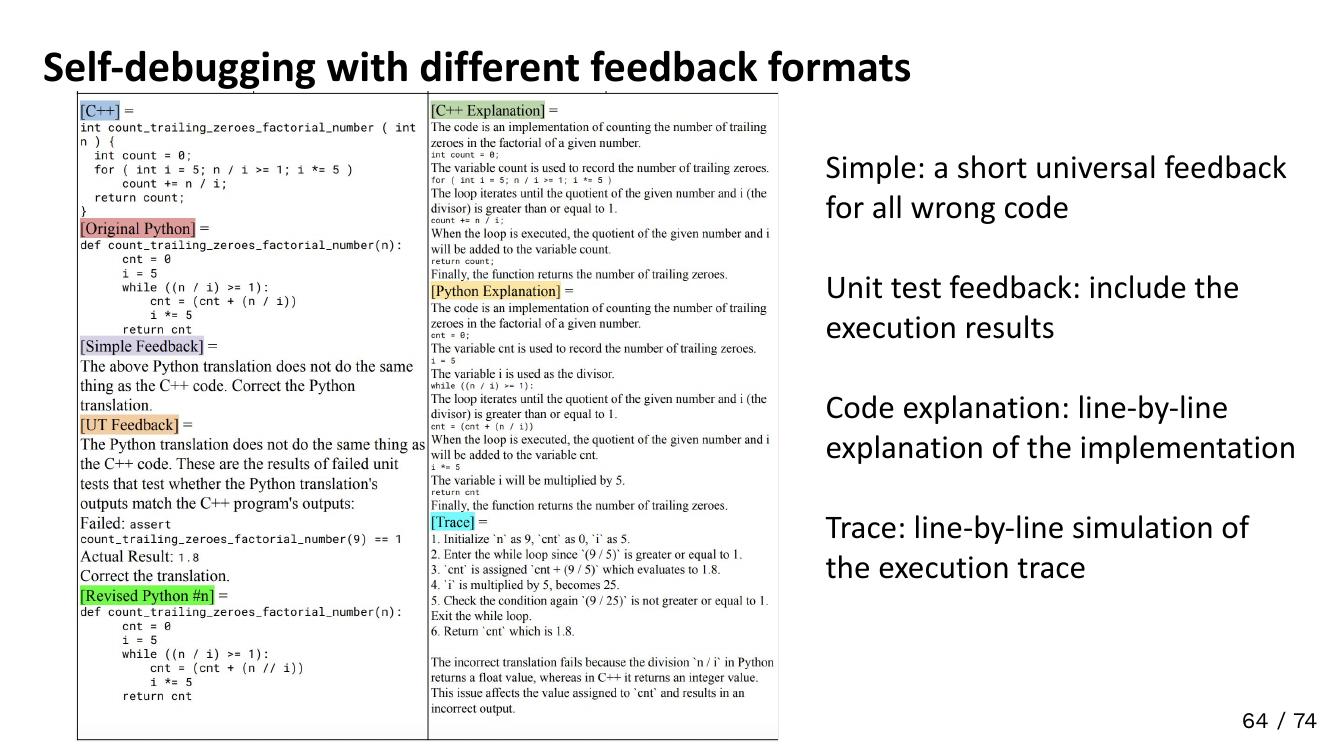 Self-debugging with different feedback formats
[C++] =
int count_trailing_zeroes_factorial_number ( int
n ) {
int count = 0;
for ( int i = 5; n / i >= 1; i *= 5 )
count += n / i;
return count;
}
[Original Python] =
def count_trailing_zeroes_factorial_number(n):
cnt = 0
i = 5
while ((n / i) >= 1):
cnt = (cnt + (n / i))
i *= 5
return cnt
[Simple Feedback] =
The above Python translation does not do the same
thing as the C++ code. Correct the Python
translation.
[UT Feedback] =
The Python translation does not do the same thing as
the C++ code. These are the results of failed unit
tests that test whether the Python translation's
outputs match the C++ program's outputs:
Failed: assert
count_trailing_zeroes_factorial_number(9) == 1
Actual Result: 1.8
Correct the translation.
[Revised Python #n] =
def count_trailing_zeroes_factorial_number(n):
cnt = 0
i = 5
while ((n / i) >= 1):
cnt = (cnt + (n // i))
i *= 5
return cnt
[C++ Explanation] =
The code is an implementation of counting the number of trailing
zeroes in the factorial of a given number.
int count = 0;
The variable count is used to record the number of trailing zeroes.
for ( int i = 5; n / i >= 1; i *= 5 )
The loop iterates until the quotient of the given number and i (the
divisor) is greater than or equal to 1.
count += n / i;
When the loop is executed, the quotient of the given number and i
will be added to the variable count.
return count;
Finally, the function returns the number of trailing zeroes.
[Python Explanation] =
The code is an implementation of counting the number of trailing
zeroes in the factorial of a given number.
cnt = 0;
The variable cnt is used to record the number of trailing zeroes.
i = 5
The variable i is used as the divisor.
while ((n / i) >= 1):
The loop iterates until the quotient of the given number and i (the
divisor) is greater than or equal to 1.
cnt = (cnt + (n / i))
When the loop is executed, the quotient of the given number and i
will be added to the variable cnt.
i *= 5
The variable i will be multiplied by 5.
return cnt
Finally, the function returns the number of trailing zeroes.
[Trace] =
1. Initialize `n` as 9, `cnt` as 0, `i` as 5.
2. Enter the while loop since `(9 / 5)` is greater or equal to 1.
3. `cnt` is assigned `cnt + (9 / 5)` which evaluates to 1.8.
4. `i` is multiplied by 5, becomes 25.
5. Check the condition again `(9 / 25)` is not greater or equal to 1.
Exit the while loop.
6. Return `cnt` which is 1.8.
The incorrect translation fails because the division `n / i` in Python
returns a float value, whereas in C++ it returns an integer value.
This issue affects the value assigned to `cnt` and results in an
incorrect output.
Simple: a short universal feedback
for all wrong code
Unit test feedback: include the
execution results
Code explanation: line-by-line
explanation of the implementation
Trace: line-by-line simulation of
the execution trace
64 / 74